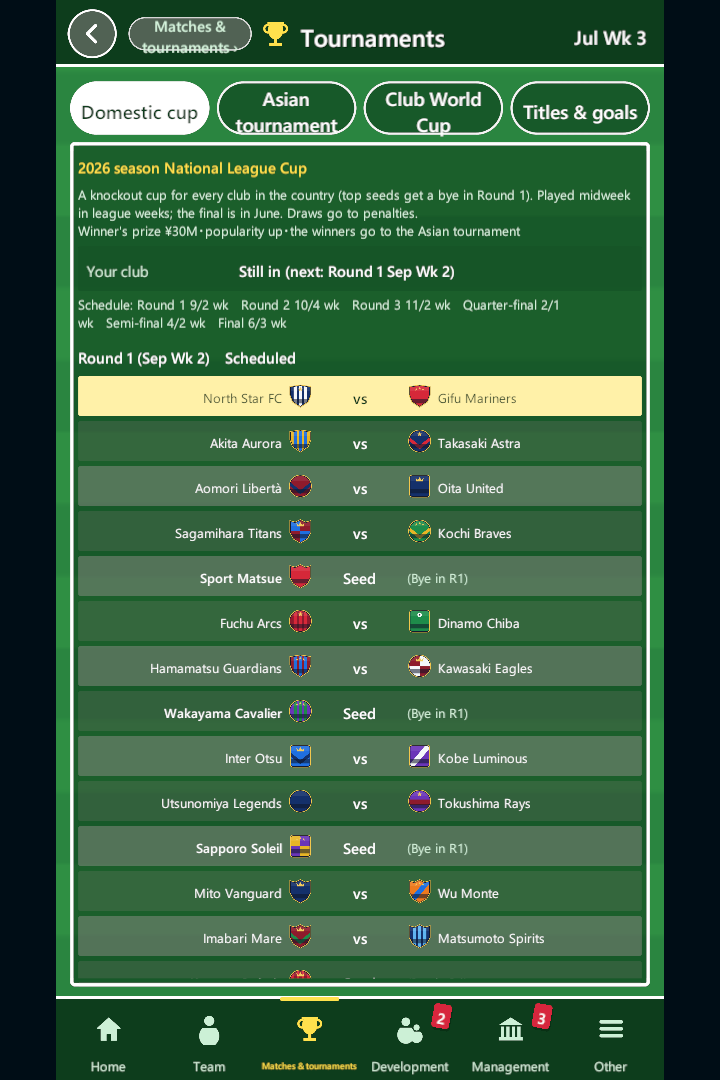 Matches &
tournaments ›
Tournaments
Jul Wk 3
Domestic cup
Asian
tournament
Club World
Cup
Titles & goals
2026 season National League Cup
A knockout cup for every club in the country (top seeds get a bye in Round 1). Played midweek
in league weeks; the final is in June. Draws go to penalties.
Winner's prize ¥30M･popularity up･the winners go to the Asian tournament
Your club Still in (next: Round 1 Sep Wk 2)
Schedule: Round 1 9/2 wk Round 2 10/4 wk Round 3 11/2 wk Quarter-final 2/1
wk Semi-final 4/2 wk Final 6/3 wk
Round 1 (Sep Wk 2) Scheduled
North Star FC vs Gifu Mariners
Akita Aurora vs Takasaki Astra
Aomori Libertà vs Oita United
Sagamihara Titans vs Kochi Braves
Sport Matsue Seed (Bye in R1)
Fuchu Arcs vs Dinamo Chiba
Hamamatsu Guardians vs Kawasaki Eagles
Wakayama Cavalier Seed (Bye in R1)
Inter Otsu vs Kobe Luminous
Utsunomiya Legends vs Tokushima Rays
Sapporo Soleil Seed (Bye in R1)
Mito Vanguard vs Wu Monte
Imabari Mare vs Matsumoto Spirits
2
3
Home
Team
Matches & tournaments
Development
Management
Other